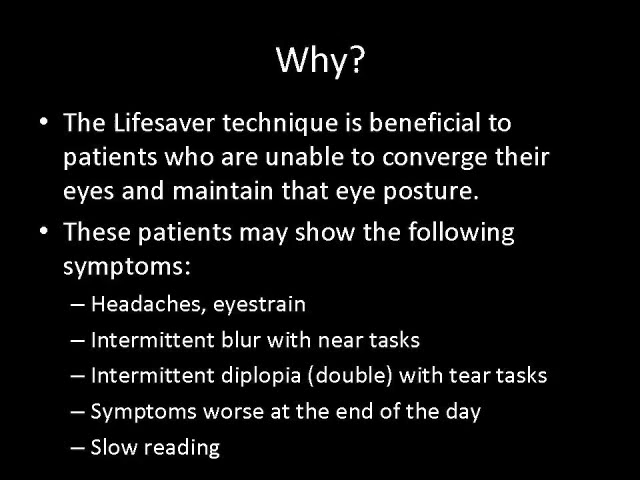 Why?
• The Lifesaver technique is beneficial to
patients who are unable to converge their
eyes and maintain that eye posture.
• These patients may show the following
symptoms:
– Headaches, eyestrain
– Intermittent blur with near tasks
– Intermittent diplopia (double) with tear tasks
– Symptoms worse at the end of the day
– Slow reading